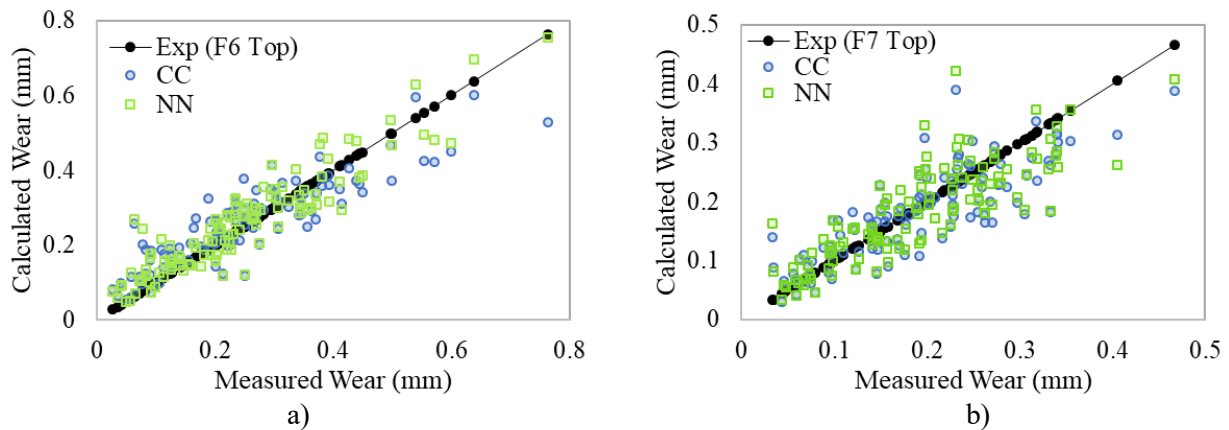 a)
0.8
0.6
0.4
0.2
0
Calculated Wear (mm)
Exp (F6 Top)
CC
NN
0 0.2 0.4 0.6 0.8
Measured Wear (mm)
a)
b)
0.5
0.4
0.3
0.2
0.1
0
Calculated Wear (mm)
Exp (F7 Top)
CC
NN
0 0.1 0.2 0.3 0.4 0.5
Measured Wear (mm)
b)